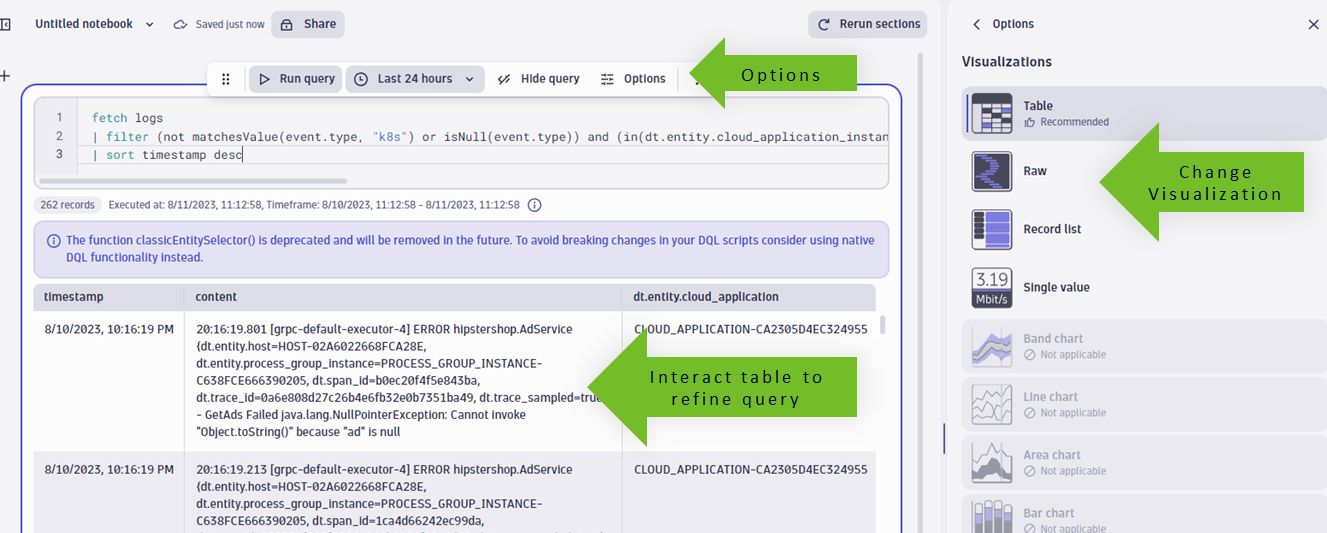 Untitled notebook
Saved just now
Share
Rerun sections
Run query
Last 24 hours
Hide query
Options
Options
1 fetch logs
2 | filter (not matchesValue(event.type, "k8s") or isNull(event.type)) and (in(dt.entity.cloud_application_instan
3 | sort timestamp desc
262 records
Executed at: 8/11/2023, 11:12:58, Timeframe: 8/10/2023, 11:12:58 - 8/11/2023, 11:12:58
The function classicEntitySelector() is deprecated and will be removed in the future. To avoid breaking changes in your DQL scripts consider using native
DQL functionality instead.
timestamp
content
dt.entity.cloud_application
8/10/2023, 10:16:19 PM
20:16:19.801 [grpc-default-executor-4] ERROR hipstershop.AdService
{dt.entity.host=HOST-02A6022668FCA28E,
dt.entity.process_group_instance=PROCESS_GROUP_INSTANCE-
C638FCE666390205, dt.span_id=b0ec20f4f5e843ba,
dt.trace_id=0a6e808d27c26b4e6fb32e0b7351ba49, dt.trace_sampled=true
- GetAds Failed java.lang.NullPointerException: Cannot invoke
"Object.toString()" because "ad" is null
CLOUD_APPLICATION-CA2305D4EC324955
Interact table to
refine query
8/10/2023, 10:16:19 PM
20:16:19.213 [grpc-default-executor-4] ERROR hipstershop.AdService
{dt.entity.host=HOST-02A6022668FCA28E,
dt.entity.process_group_instance=PROCESS_GROUP_INSTANCE-
C638FCE666390205, dt.span_id=1ca4d66242ec99da,
CLOUD_APPLICATION-CA2305D4EC324955
Options
Visualizations
Table
Recommended
Change
Visualization
Raw
Record list
3.19
Mbit/s
Single value
Band chart
Not applicable
Line chart
Not applicable
Area chart
Not applicable
Bar chart
Not applicable